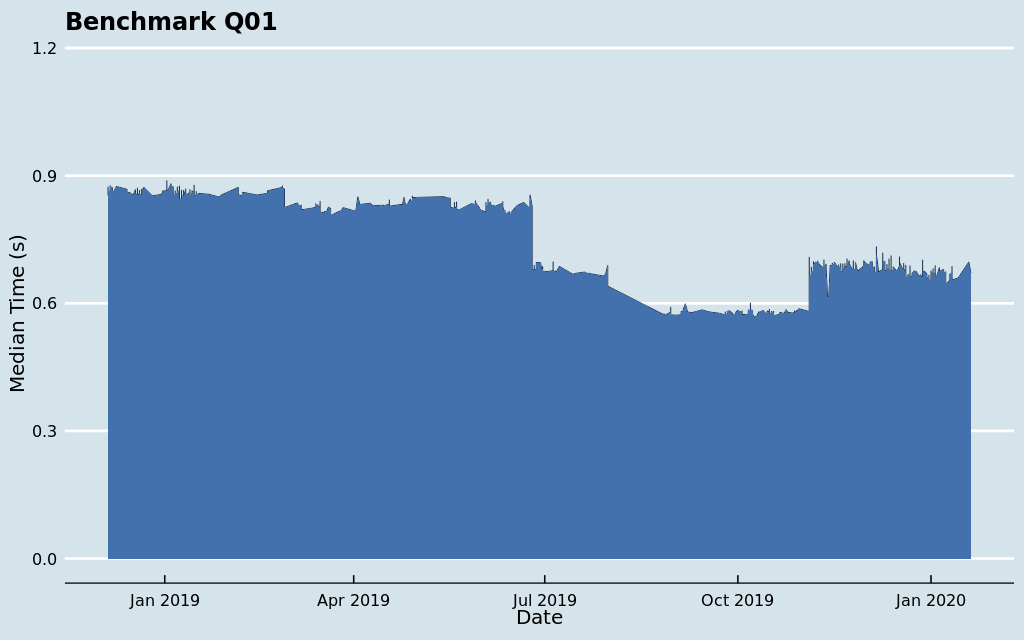 Benchmark Q01
1.2
0.9
0.6
0.3
0.0
Median Time (s)
Jan 2019
Apr 2019
Jul 2019
Oct 2019
Jan 2020
Date